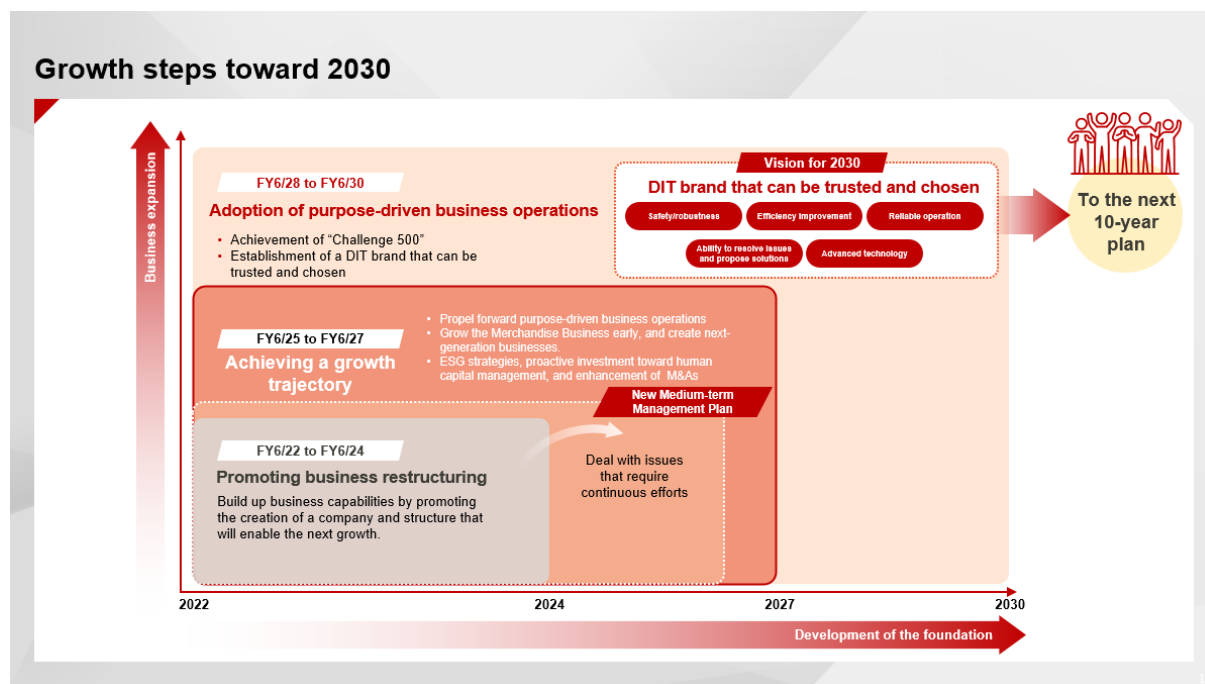 Growth steps toward 2030
Business expansion
FY6/28 to FY6/30
Adoption of purpose-driven business operations
• Achievement of “Challenge 500”
• Establishment of a DIT brand that can be
trusted and chosen
Vision for 2030
DIT brand that can be trusted and chosen
Safety/robustness
Efficiency improvement
Reliable operation
Ability to resolve issues
and propose solutions
Advanced technology
To the next
10-year
plan
FY6/25 to FY6/27
Achieving a growth
trajectory
• Propel forward purpose-driven business operations
• Grow the Merchandise Business early, and create next-
generation businesses.
• ESG strategies, proactive investment toward human
capital management, and enhancement of M&As
New Medium-term
Management Plan
FY6/22 to FY6/24
Promoting business restructuring
Build up business capabilities by promoting
the creation of a company and structure that
will enable the next growth.
Deal with issues
that require
continuous efforts
2022
2024
2027
2030
Development of the foundation
1